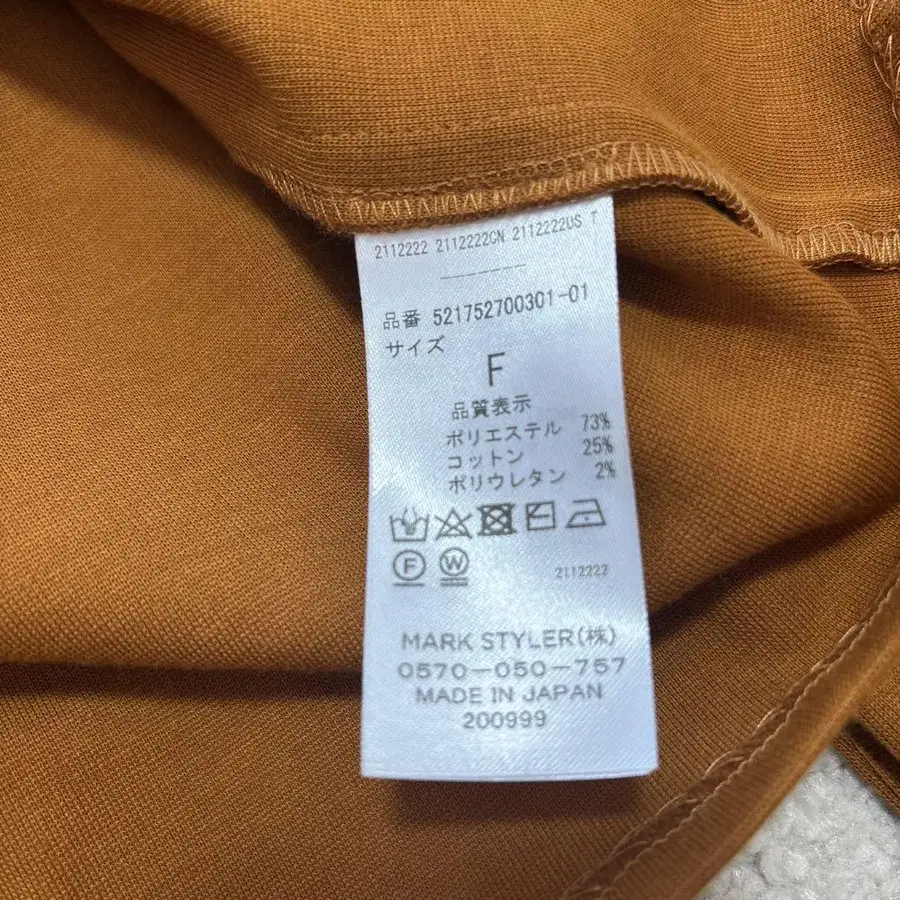 2112222 2112222CN 2112222US T
-------
品番 521752700301-01
サイズ
F
品質表示
ポリエステル 73%
コットン 25%
ポリウレタン 2%
F W
2112222
MARK STYLER(株)
0570-050-757
MADE IN JAPAN
200999